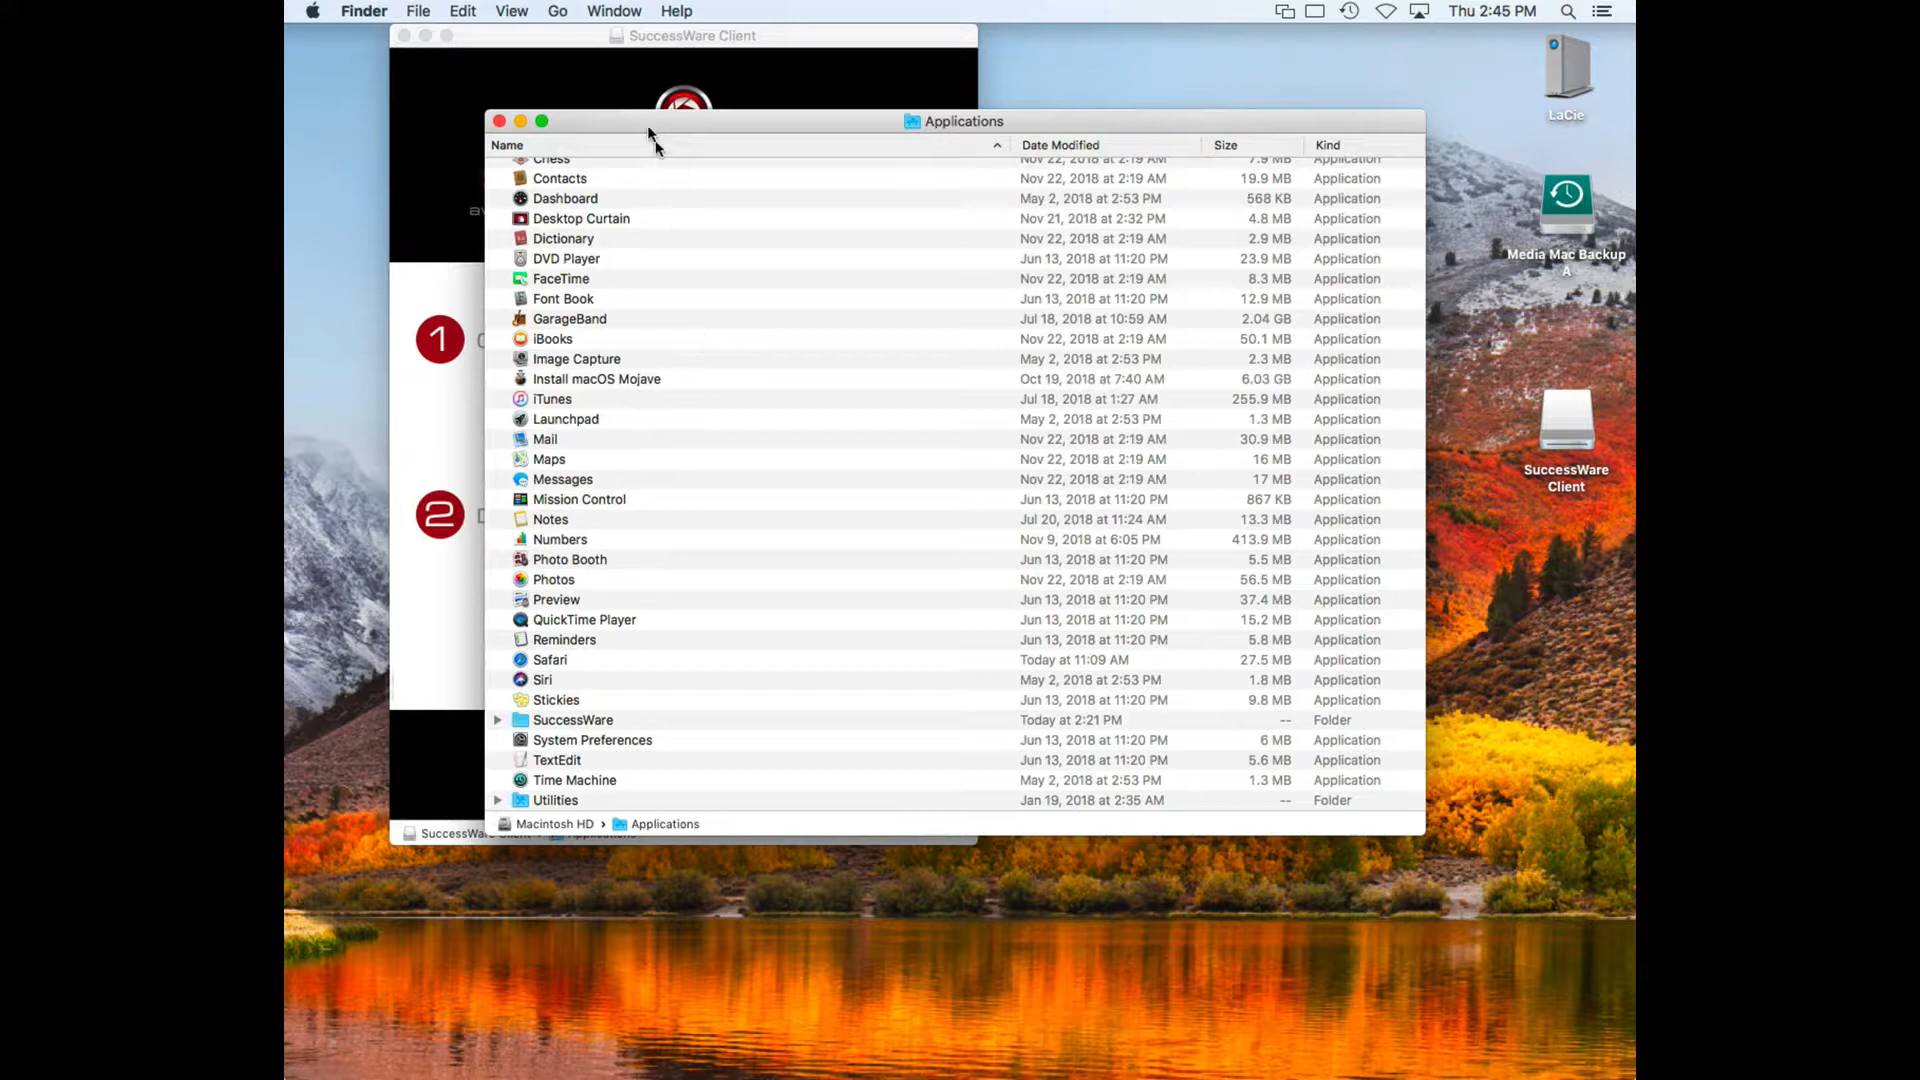 Finder File Edit View Go Window Help Thu 2:45 PM
SuccessWare Client
LaCie
Media Mac Backup
A
SuccessWare
Client
1
2
Applications
Name Date Modified Size Kind
Chess Nov 22, 2018 at 2:19 AM 7.9 MB Application
Contacts Nov 22, 2018 at 2:19 AM 19.9 MB Application
Dashboard May 2, 2018 at 2:53 PM 568 KB Application
Desktop Curtain Nov 21, 2018 at 2:32 PM 4.8 MB Application
Dictionary Nov 22, 2018 at 2:19 AM 2.9 MB Application
DVD Player Jun 13, 2018 at 11:20 PM 23.9 MB Application
FaceTime Nov 22, 2018 at 2:19 AM 8.3 MB Application
Font Book Jun 13, 2018 at 11:20 PM 12.9 MB Application
GarageBand Jul 18, 2018 at 10:59 AM 2.04 GB Application
iBooks Nov 22, 2018 at 2:19 AM 50.1 MB Application
Image Capture May 2, 2018 at 2:53 PM 2.3 MB Application
Install macOS Mojave Oct 19, 2018 at 7:40 AM 6.03 GB Application
iTunes Jul 18, 2018 at 1:27 AM 255.9 MB Application
Launchpad May 2, 2018 at 2:53 PM 1.3 MB Application
Mail Nov 22, 2018 at 2:19 AM 30.9 MB Application
Maps Nov 22, 2018 at 2:19 AM 16 MB Application
Messages Nov 22, 2018 at 2:19 AM 17 MB Application
Mission Control Jun 13, 2018 at 11:20 PM 867 KB Application
Notes Jul 20, 2018 at 11:24 AM 13.3 MB Application
Numbers Nov 9, 2018 at 6:05 PM 413.9 MB Application
Photo Booth Jun 13, 2018 at 11:20 PM 5.5 MB Application
Photos Nov 22, 2018 at 2:19 AM 56.5 MB Application
Preview Jun 13, 2018 at 11:20 PM 37.4 MB Application
QuickTime Player Jun 13, 2018 at 11:20 PM 15.2 MB Application
Reminders Jun 13, 2018 at 11:20 PM 5.8 MB Application
Safari Today at 11:09 AM 27.5 MB Application
Siri May 2, 2018 at 2:53 PM 1.8 MB Application
Stickies Jun 13, 2018 at 11:20 PM 9.8 MB Application
SuccessWare Today at 2:21 PM -- Folder
System Preferences Jun 13, 2018 at 11:20 PM 6 MB Application
TextEdit Jun 13, 2018 at 11:20 PM 5.6 MB Application
Time Machine May 2, 2018 at 2:53 PM 1.3 MB Application
Utilities Jan 19, 2018 at 2:35 AM -- Folder
Macintosh HD › Applications